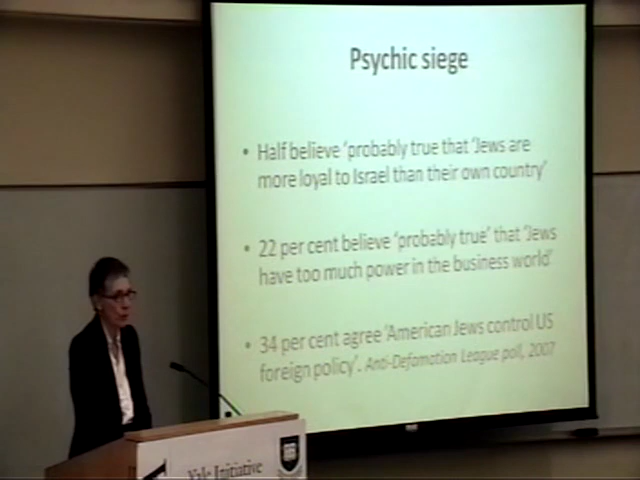 Psychic siege
• Half believe 'probably true that 'Jews are
more loyal to Israel than their own country'
• 22 per cent believe 'probably true' that 'Jews
have too much power in the business world'
• 34 per cent agree 'American Jews control US
foreign policy'. Anti-Defamation League poll, 2007
Yale Initiative